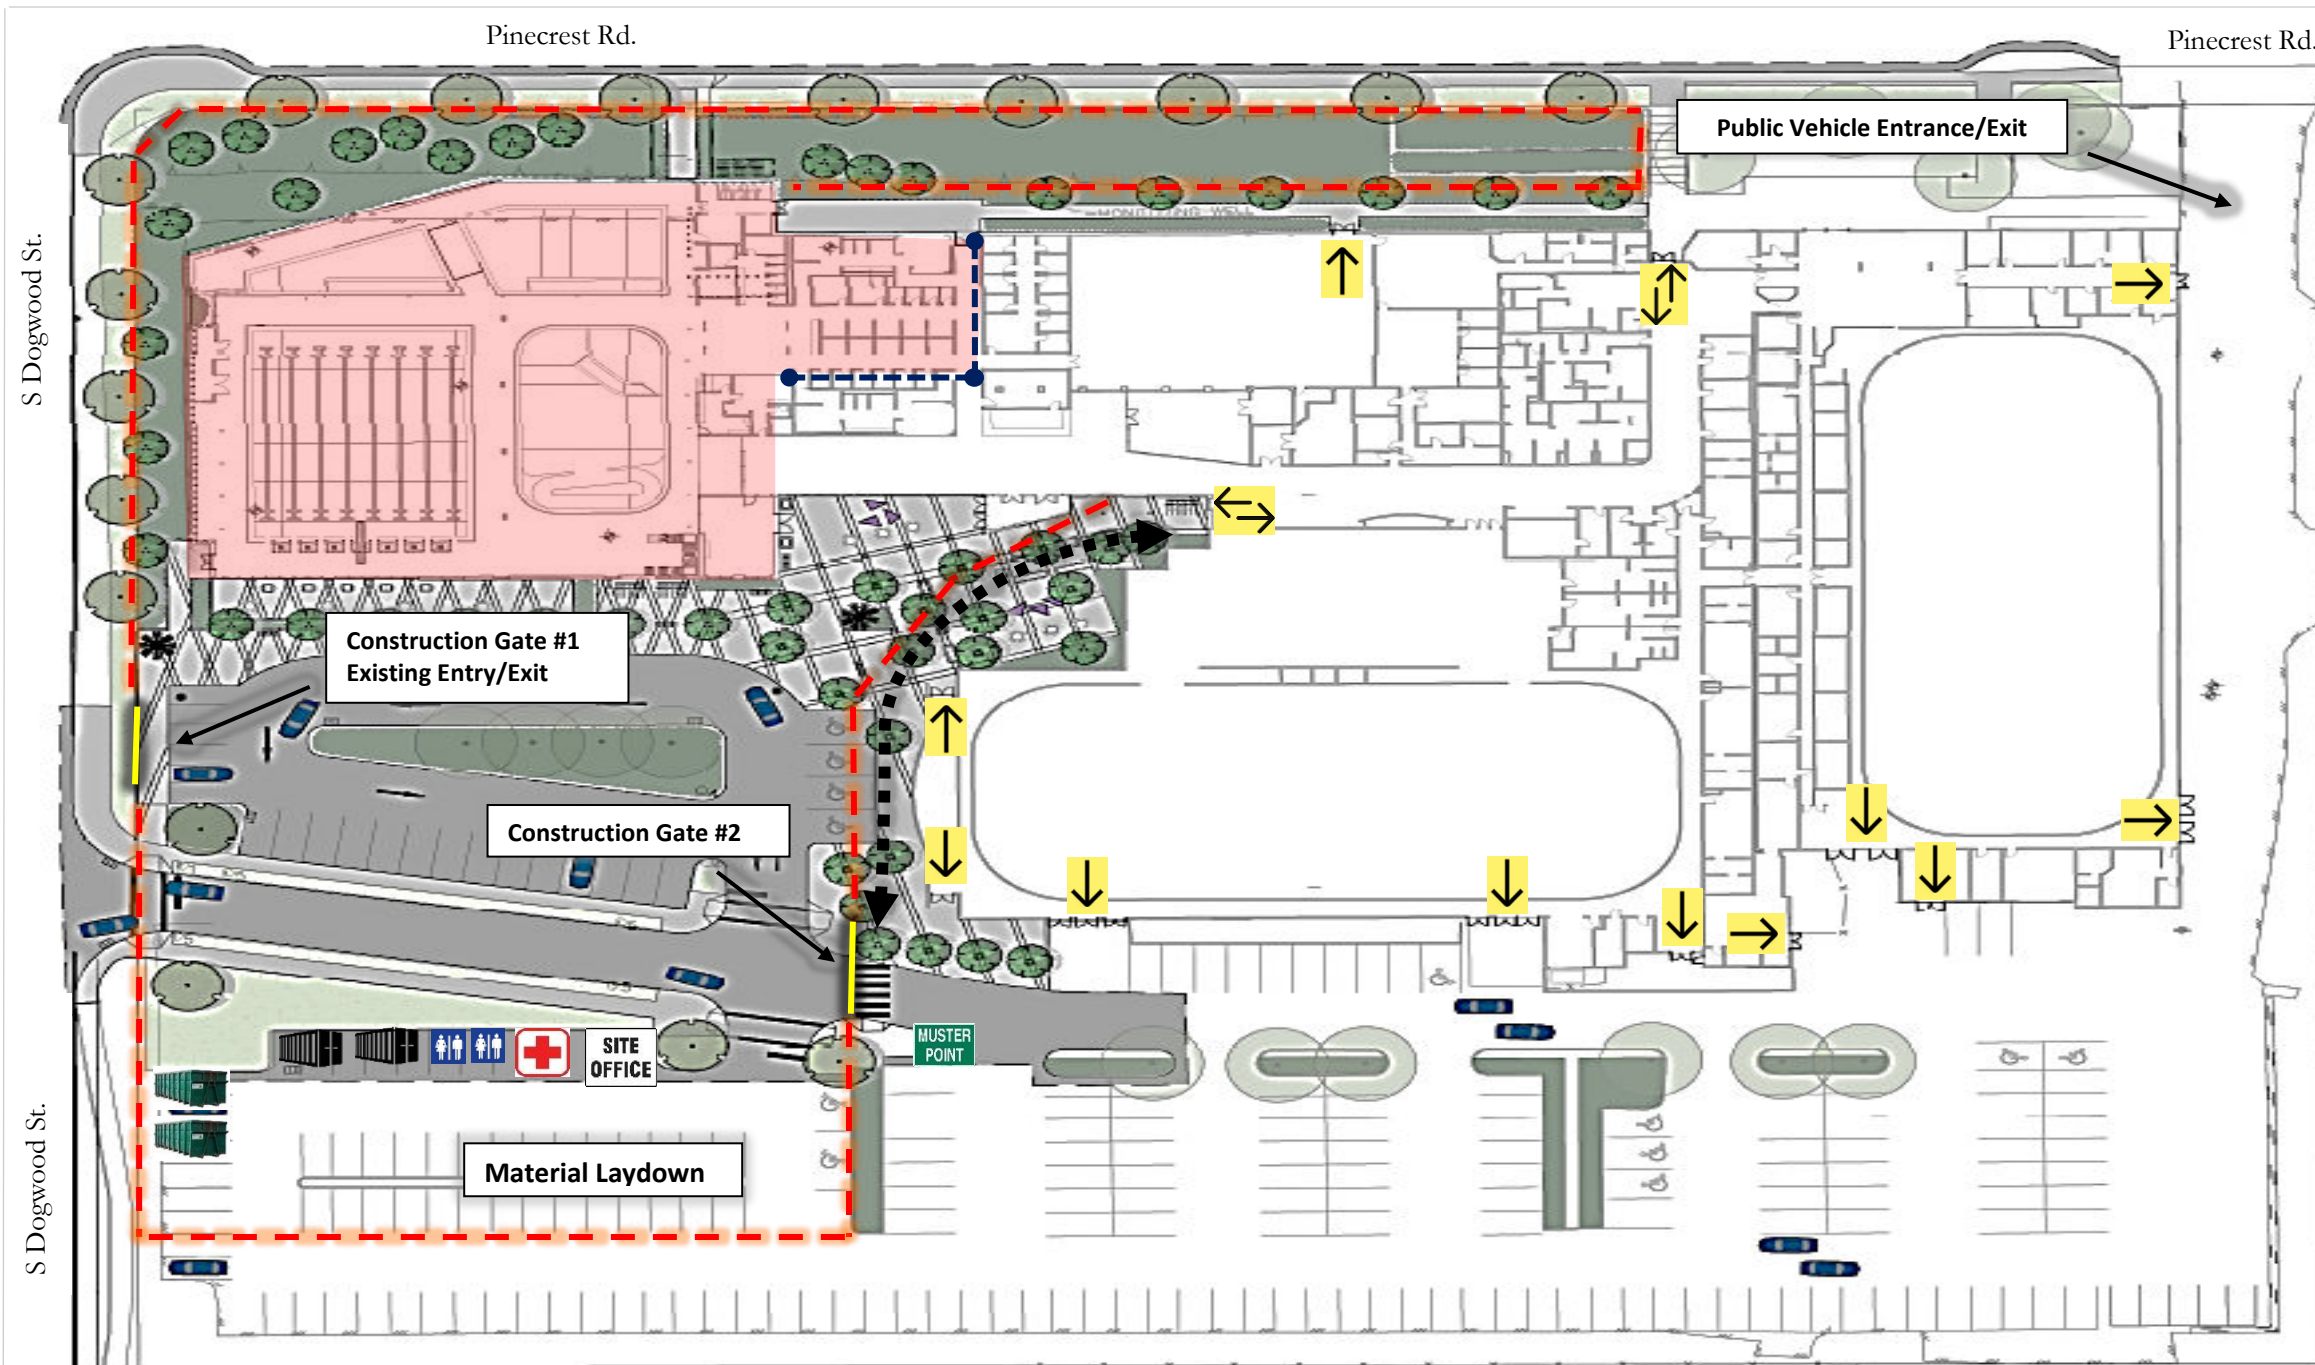 Pinecrest Rd.
Pinecrest Rd.
Public Vehicle Entrance/Exit
S Dogwood St.
Construction Gate #1
Existing Entry/Exit
Construction Gate #2
MUSTER
POINT
SITE
OFFICE
Material Laydown
S Dogwood St.